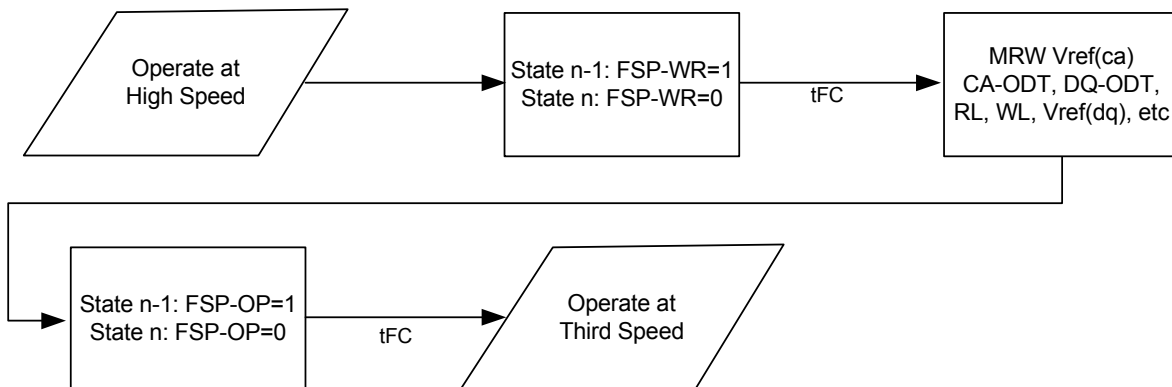 Operate at
High Speed
State n-1: FSP-WR=1
State n: FSP-WR=0
tFC
MRW Vref(ca)
CA-ODT, DQ-ODT,
RL, WL, Vref(dq), etc
State n-1: FSP-OP=1
State n: FSP-OP=0
tFC
Operate at
Third Speed